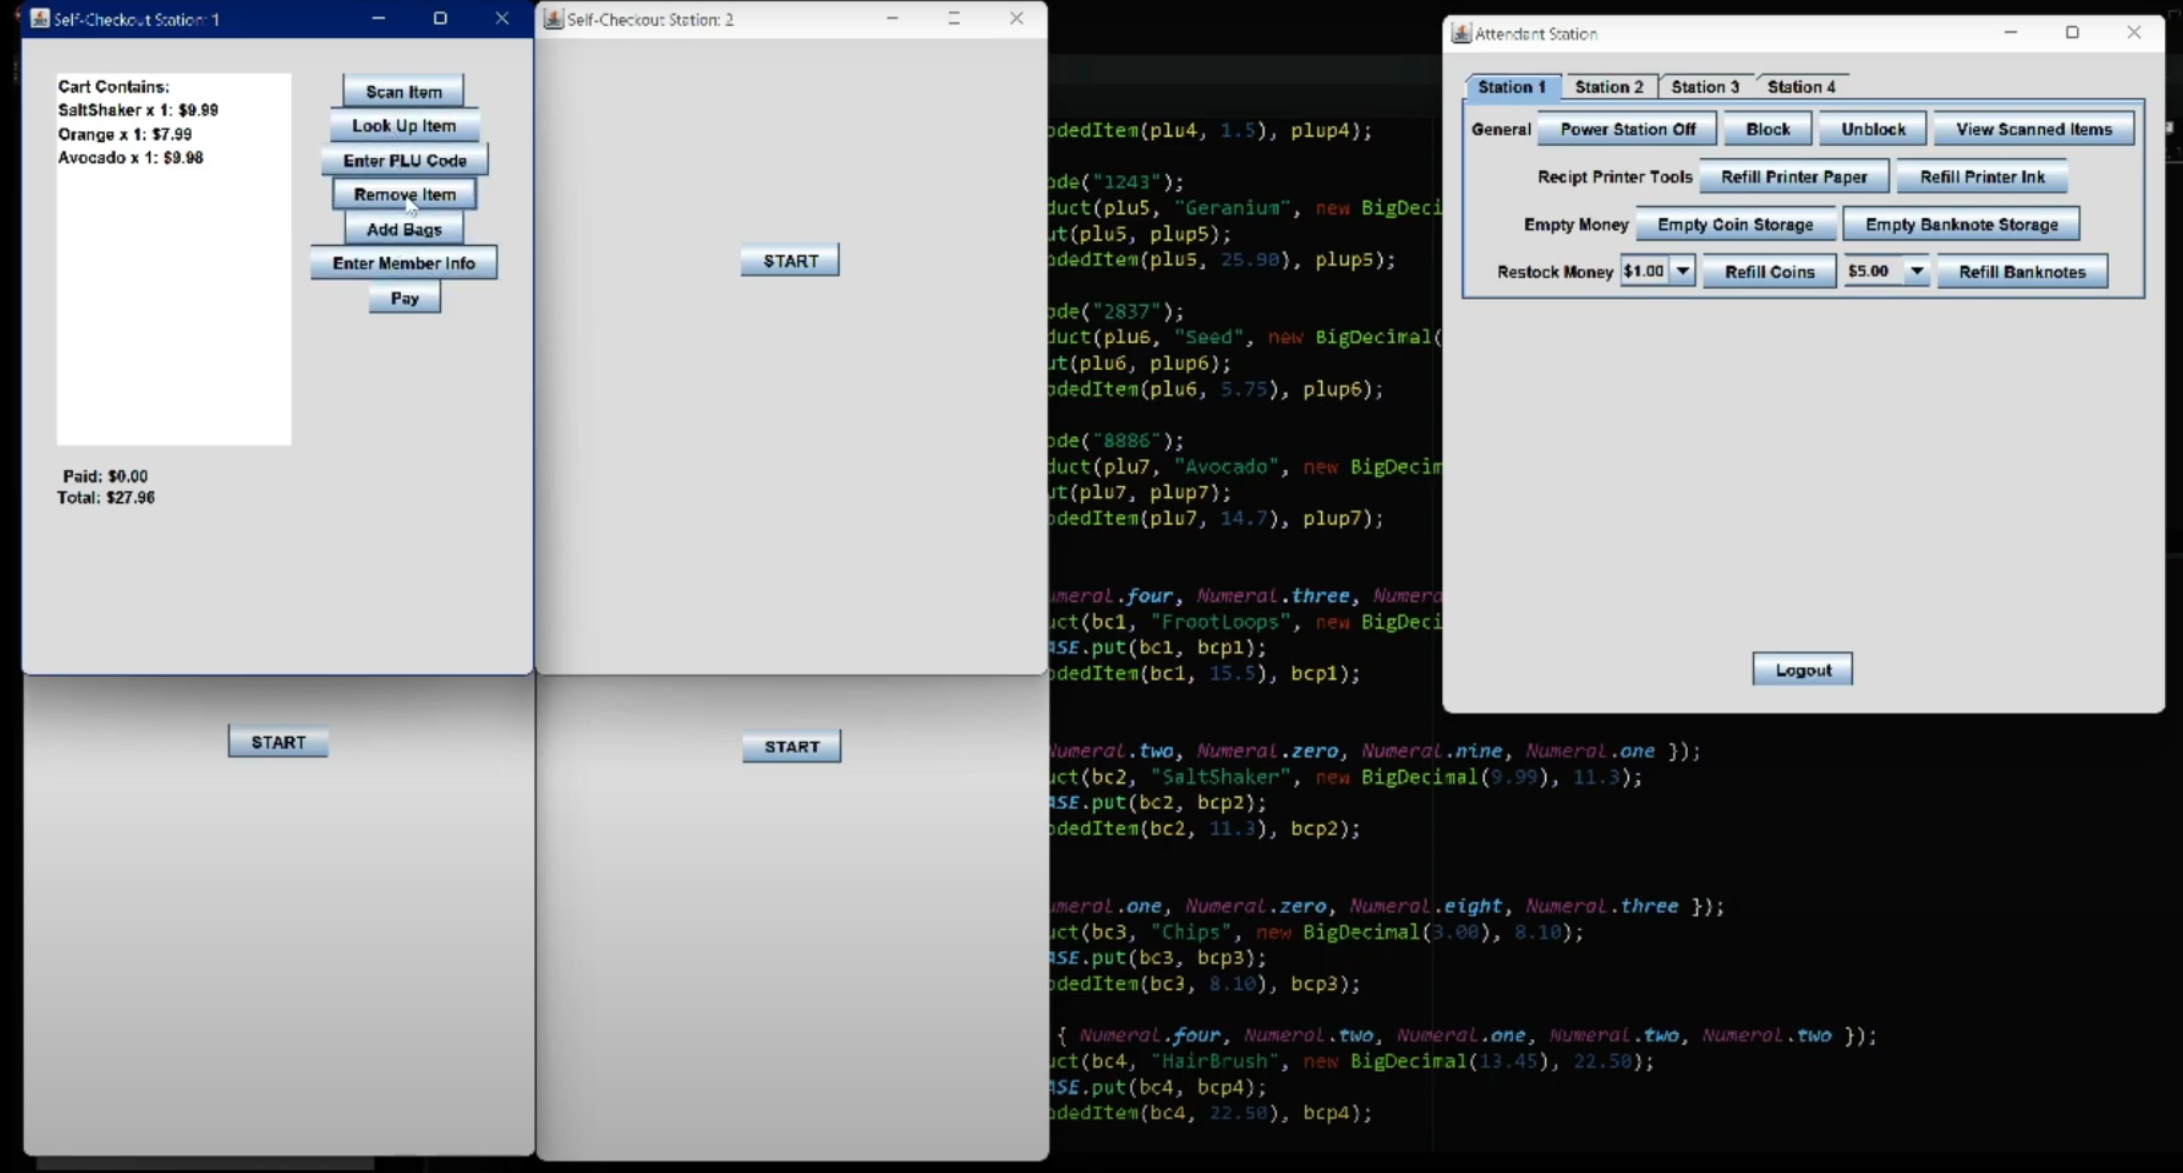 Self-Checkout Station: 1
Cart Contains:
SaltShaker x 1: $9.99
Orange x 1: $7.99
Avocado x 1: $9.98
Paid: $0.00
Total: $27.96
Scan Item
Look Up Item
Enter PLU Code
Remove Item
Add Bags
Enter Member Info
Pay
START
Self-Checkout Station: 2
START
START
odedItem(plu4, 1.5), plup4);
ode("1243");
duct(plu5, "Geranium", new BigDeci
ut(plu5, plup5);
odedItem(plu5, 25.90), plup5);
ode("2837");
duct(plu6, "Seed", new BigDecimal(
ut(plu6, plup6);
odedItem(plu6, 5.75), plup6);
ode("8886");
duct(plu7, "Avocado", new BigDecim
ut(plu7, plup7);
odedItem(plu7, 14.7), plup7);
umeral.four, Numeral.three, Numera
uct(bc1, "FrootLoops", new BigDeci
ASE.put(bc1, bcp1);
odedItem(bc1, 15.5), bcp1);
Numeral.two, Numeral.zero, Numeral.nine, Numeral.one });
uct(bc2, "SaltShaker", new BigDecimal(9.99), 11.3);
ASE.put(bc2, bcp2);
odedItem(bc2, 11.3), bcp2);
umeral.one, Numeral.zero, Numeral.eight, Numeral.three });
uct(bc3, "Chips", new BigDecimal(3.00), 8.10);
ASE.put(bc3, bcp3);
odedItem(bc3, 8.10), bcp3);
{ Numeral.four, Numeral.two, Numeral.one, Numeral.two, Numeral.two });
uct(bc4, "HairBrush", new BigDecimal(13.45), 22.50);
ASE.put(bc4, bcp4);
odedItem(bc4, 22.50), bcp4);
Attendant Station
Station 1 Station 2 Station 3 Station 4
General Power Station Off Block Unblock View Scanned Items
Recipt Printer Tools Refill Printer Paper Refill Printer Ink
Empty Money Empty Coin Storage Empty Banknote Storage
Restock Money $1.00 Refill Coins $5.00 Refill Banknotes
Logout